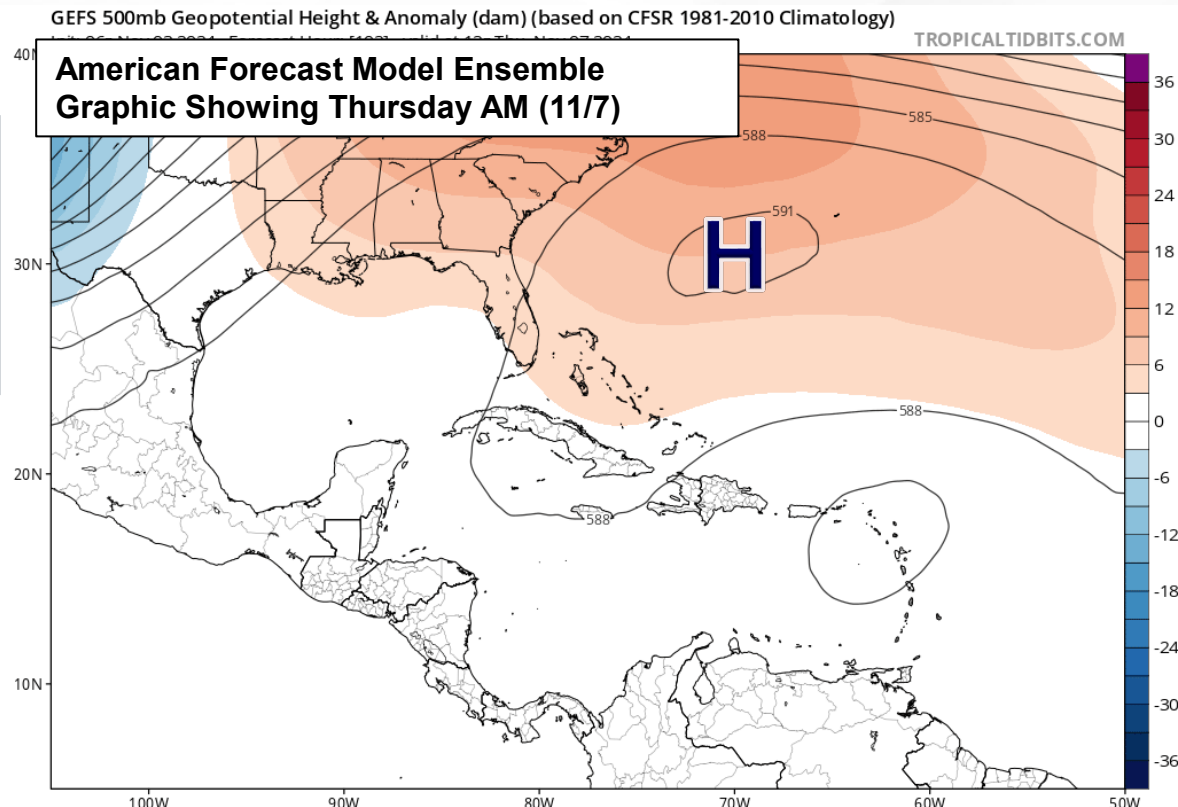 GEFS 500mb Geopotential Height & Anomaly (dam) (based on CFSR 1981-2010 Climatology)
TROPICALTIDBITS.COM
American Forecast Model Ensemble
Graphic Showing Thursday AM (11/7)
40N
30N
20N
10N
100W
90W
80W
70W
60W
50W
585
588
591
H
588
588
36
30
24
18
12
6
0
-6
-12
-18
-24
-30
-36